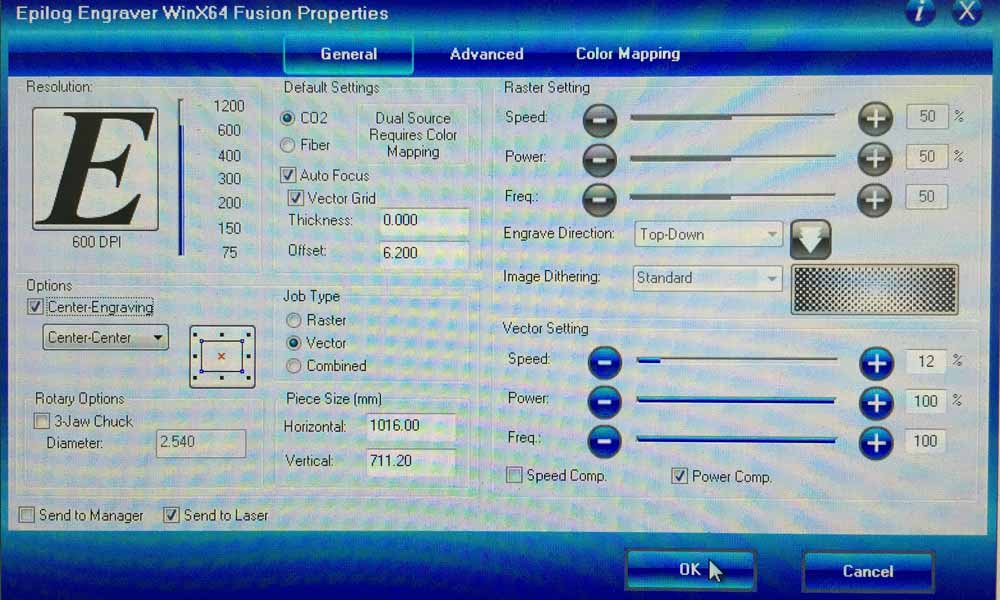 Epilog Engraver WinX64 Fusion Properties
i X
General Advanced Color Mapping
Resolution:
E
600 DPI
1200
600
400
300
200
150
75
Default Settings
CO2
Fiber
Dual Source
Requires Color
Mapping
Auto Focus
Vector Grid
Thickness: 0.000
Offset: 6.200
Raster Setting
Speed: 50 %
Power: 50 %
Freq.: 50
Engrave Direction: Top-Down
Image Dithering: Standard
Options
Center-Engraving
Center-Center
Job Type
Raster
Vector
Combined
Vector Setting
Speed: 12 %
Power: 100 %
Freq.: 100
Speed Comp. Power Comp.
Rotary Options
3-Jaw Chuck
Diameter: 2.540
Piece Size (mm)
Horizontal: 1016.00
Vertical: 711.20
Send to Manager Send to Laser
OK Cancel